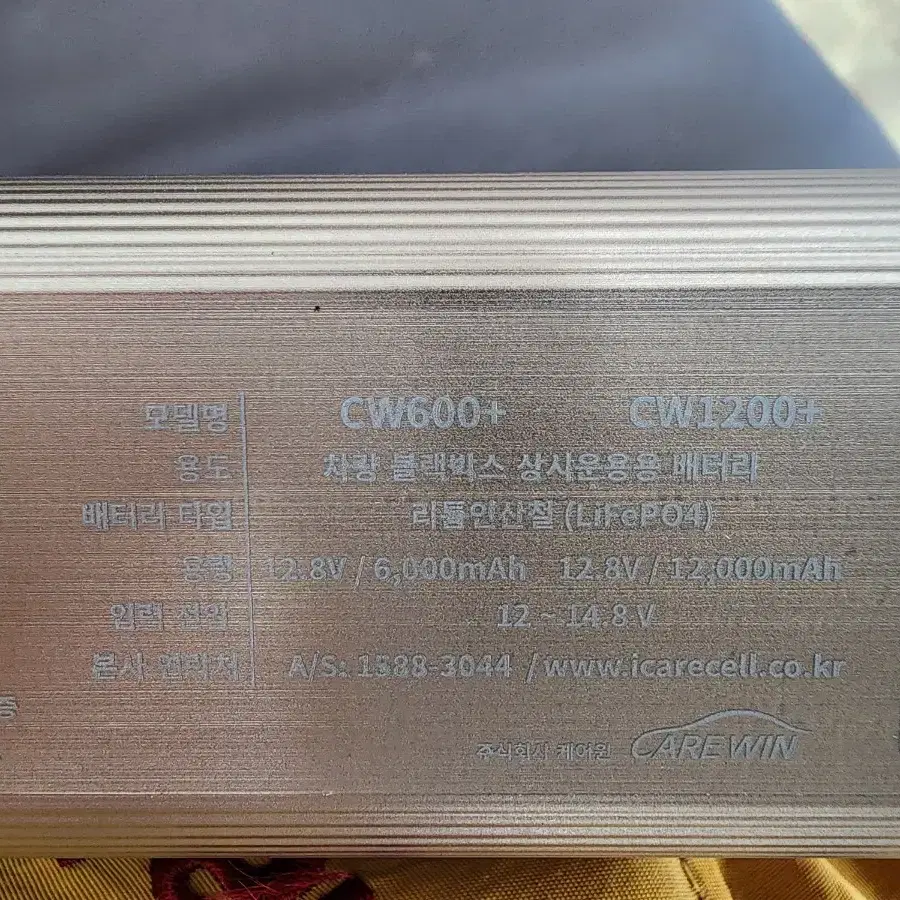 모델명 CW600+ CW1200+
용도 차량 블랙박스 상시운용용 배터리
배터리 타입 리튬인산철 (LiFePO4)
용량 12.8V / 6,000mAh 12.8V / 12,000mAh
입력 전압 12 ~ 14.8 V
본사 연락처 A/S: 1588-3044 / www.icarecell.co.kr
등
주식회사 케어윈 CAREWIN